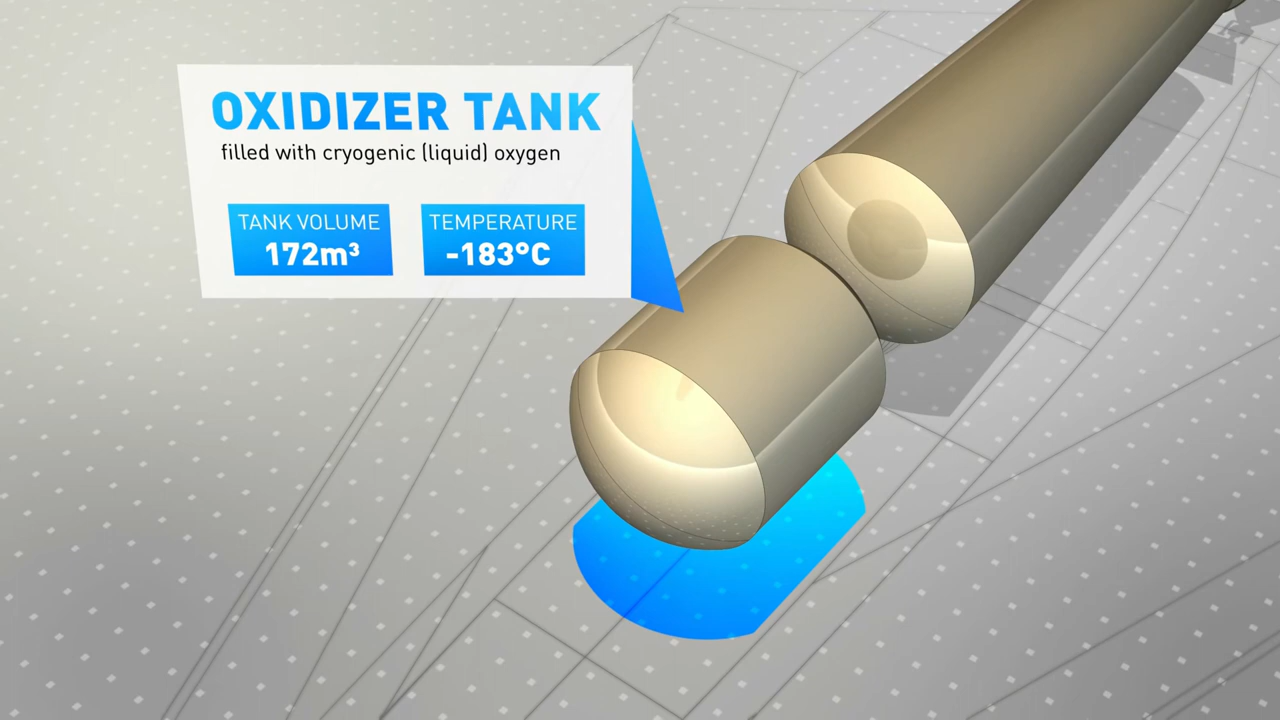 OXIDIZER TANK
filled with cryogenic (liquid) oxygen
TANK VOLUME
172m³
TEMPERATURE
-183°C